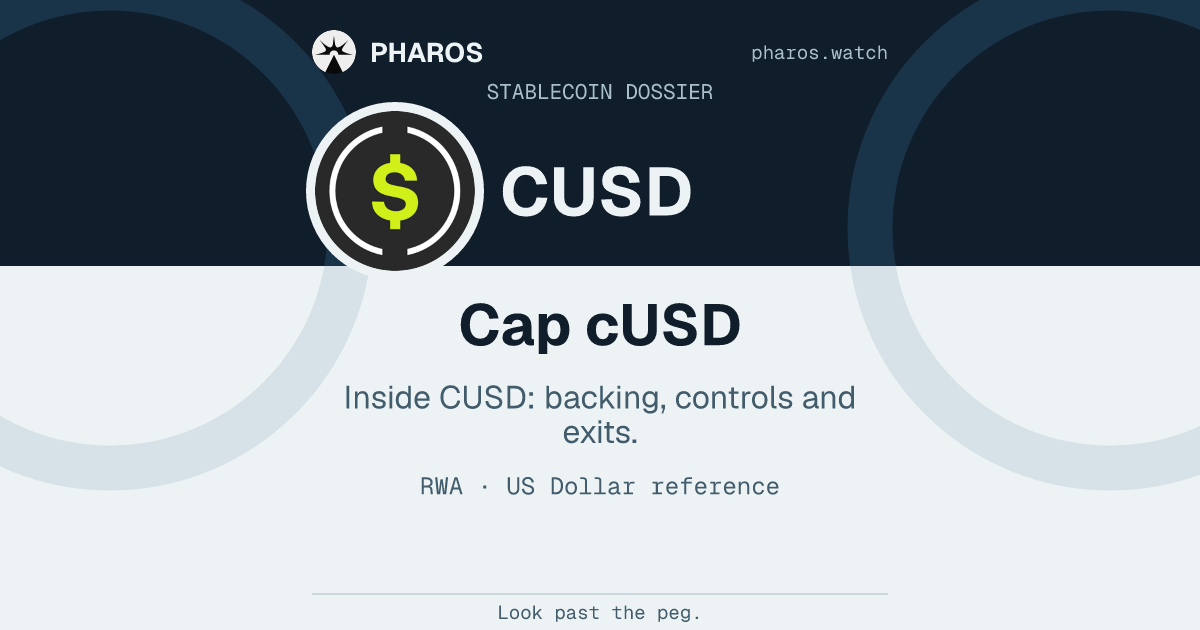 PHAROS
pharos.watch
STABLECOIN DOSSIER
$
CUSD
Cap cUSD
Inside CUSD: backing, controls and
exits.
RWA · US Dollar reference
Look past the peg.